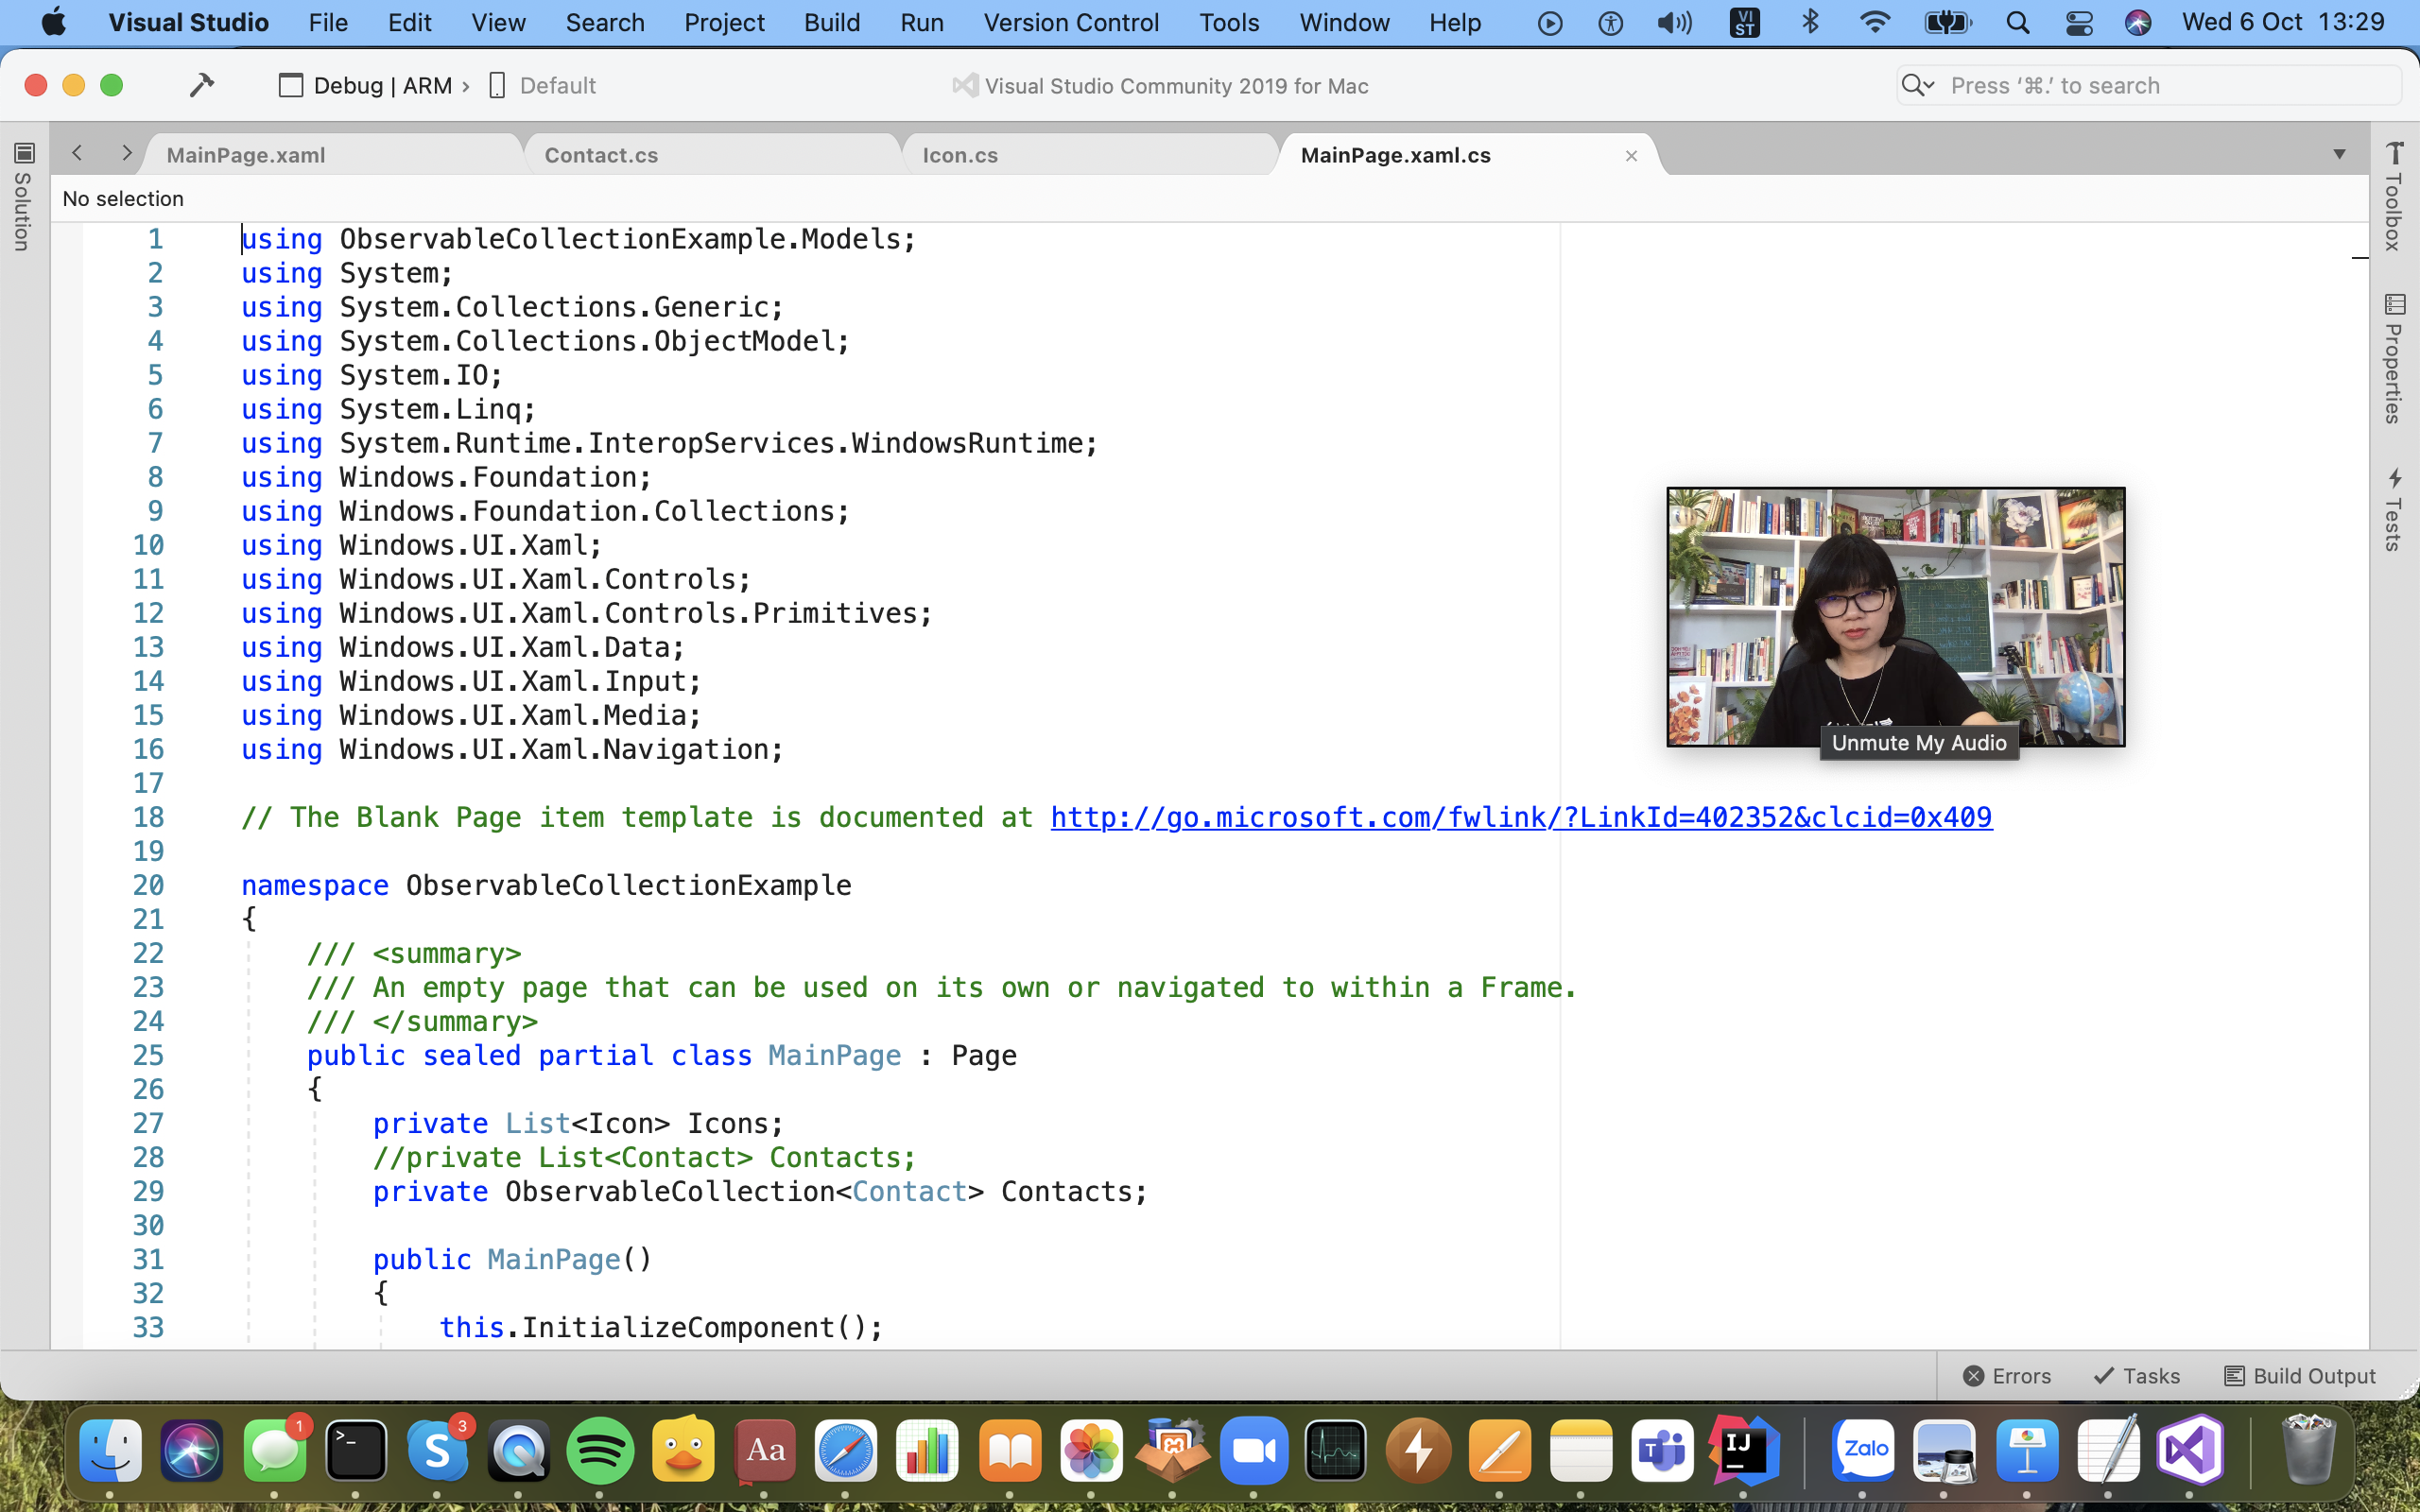 Visual Studio File Edit View Search Project Build Run Version Control Tools Window Help VI ST Wed 6 Oct 13:29
Debug | ARM › Default Visual Studio Community 2019 for Mac Press ‘⌘.’ to search
MainPage.xaml Contact.cs Icon.cs MainPage.xaml.cs
No selection
Solution
Toolbox
Properties
Tests
1 using ObservableCollectionExample.Models;
2 using System;
3 using System.Collections.Generic;
4 using System.Collections.ObjectModel;
5 using System.IO;
6 using System.Linq;
7 using System.Runtime.InteropServices.WindowsRuntime;
8 using Windows.Foundation;
9 using Windows.Foundation.Collections;
10 using Windows.UI.Xaml;
11 using Windows.UI.Xaml.Controls;
12 using Windows.UI.Xaml.Controls.Primitives;
13 using Windows.UI.Xaml.Data;
14 using Windows.UI.Xaml.Input;
15 using Windows.UI.Xaml.Media;
16 using Windows.UI.Xaml.Navigation;
17
18 // The Blank Page item template is documented at http://go.microsoft.com/fwlink/?LinkId=402352&clcid=0x409
19
20 namespace ObservableCollectionExample
21 {
22 /// <summary>
23 /// An empty page that can be used on its own or navigated to within a Frame.
24 /// </summary>
25 public sealed partial class MainPage : Page
26 {
27 private List<Icon> Icons;
28 //private List<Contact> Contacts;
29 private ObservableCollection<Contact> Contacts;
30
31 public MainPage()
32 {
33 this.InitializeComponent();
Unmute My Audio
Errors Tasks Build Output
1 >_ S 3 Aa T IJ Zalo